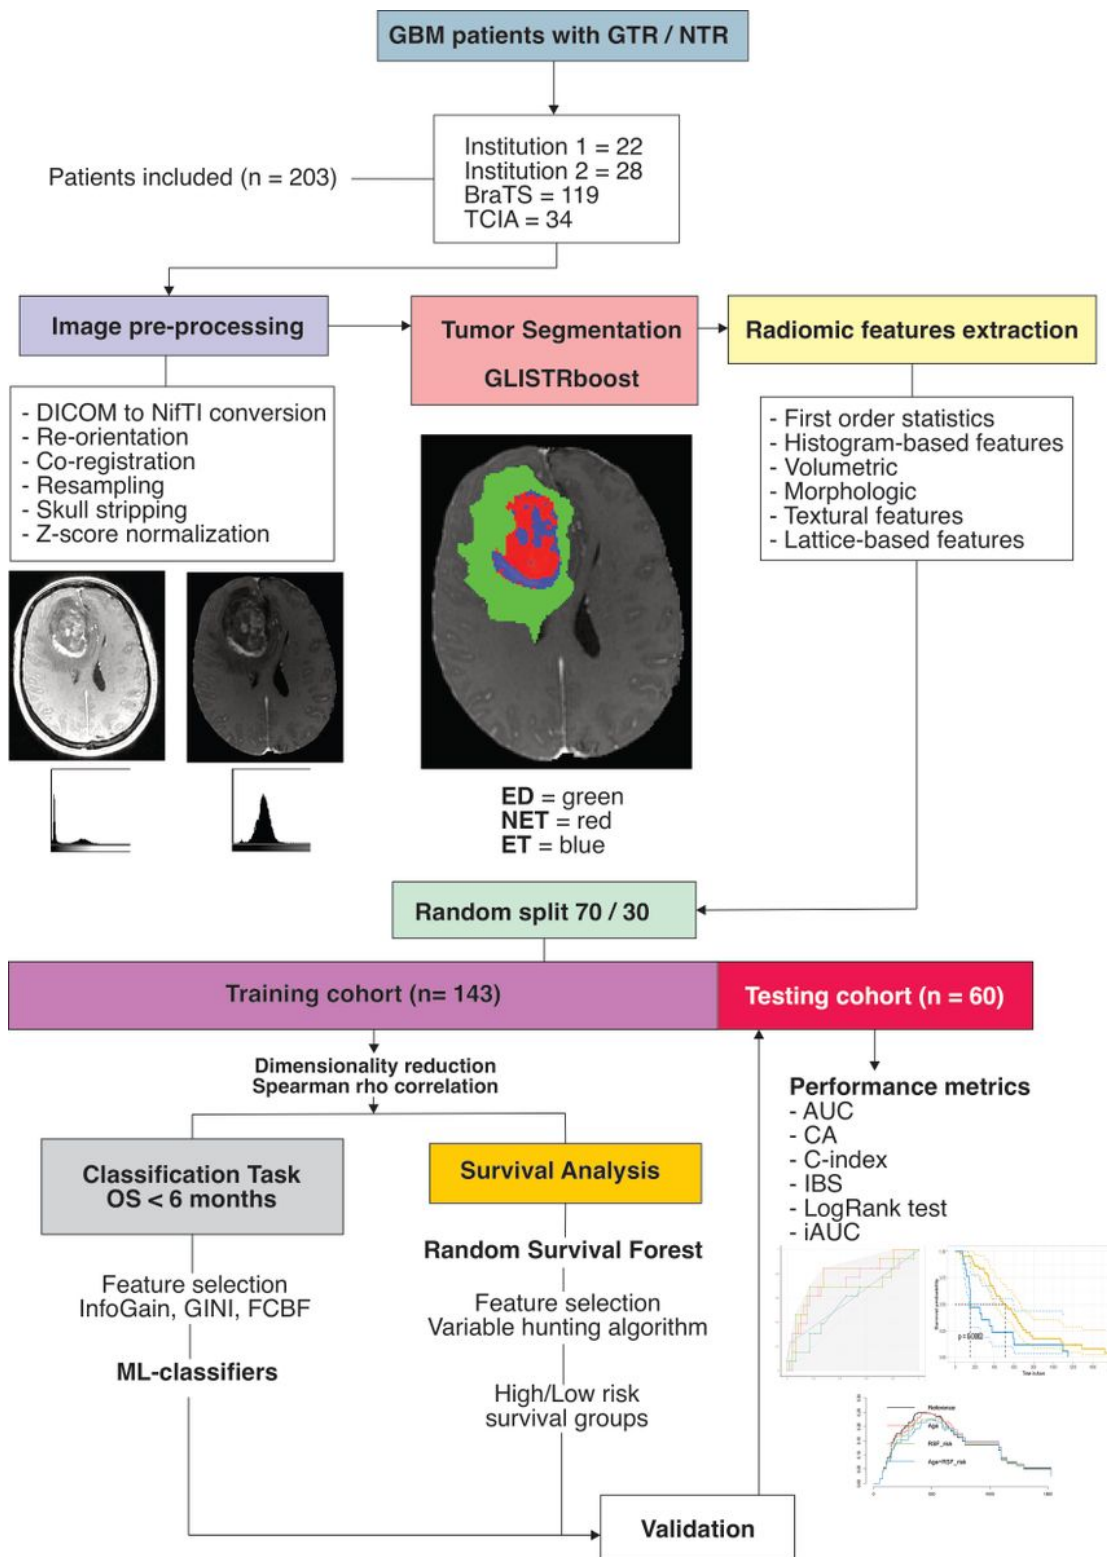 GBM patients with GTR / NTR
Patients included (n = 203)
Institution 1 = 22
Institution 2 = 28
BraTS = 119
TCIA = 34
Image pre-processing
- DICOM to NifTI conversion
- Re-orientation
- Co-registration
- Resampling
- Skull stripping
- Z-score normalization
Tumor Segmentation
GLISTRboost
ED = green
NET = red
ET = blue
Radiomic features extraction
- First order statistics
- Histogram-based features
- Volumetric
- Morphologic
- Textural features
- Lattice-based features
Random split 70 / 30
Training cohort (n= 143)
Testing cohort (n = 60)
Dimensionality reduction
Spearman rho correlation
Classification Task
OS < 6 months
Feature selection
InfoGain, GINI, FCBF
ML-classifiers
Survival Analysis
Random Survival Forest
Feature selection
Variable hunting algorithm
High/Low risk
survival groups
Validation
Performance metrics
- AUC
- CA
- C-index
- IBS
- LogRank test
- iAUC
Reference
Age
RSF_risk
Age+RSF_risk